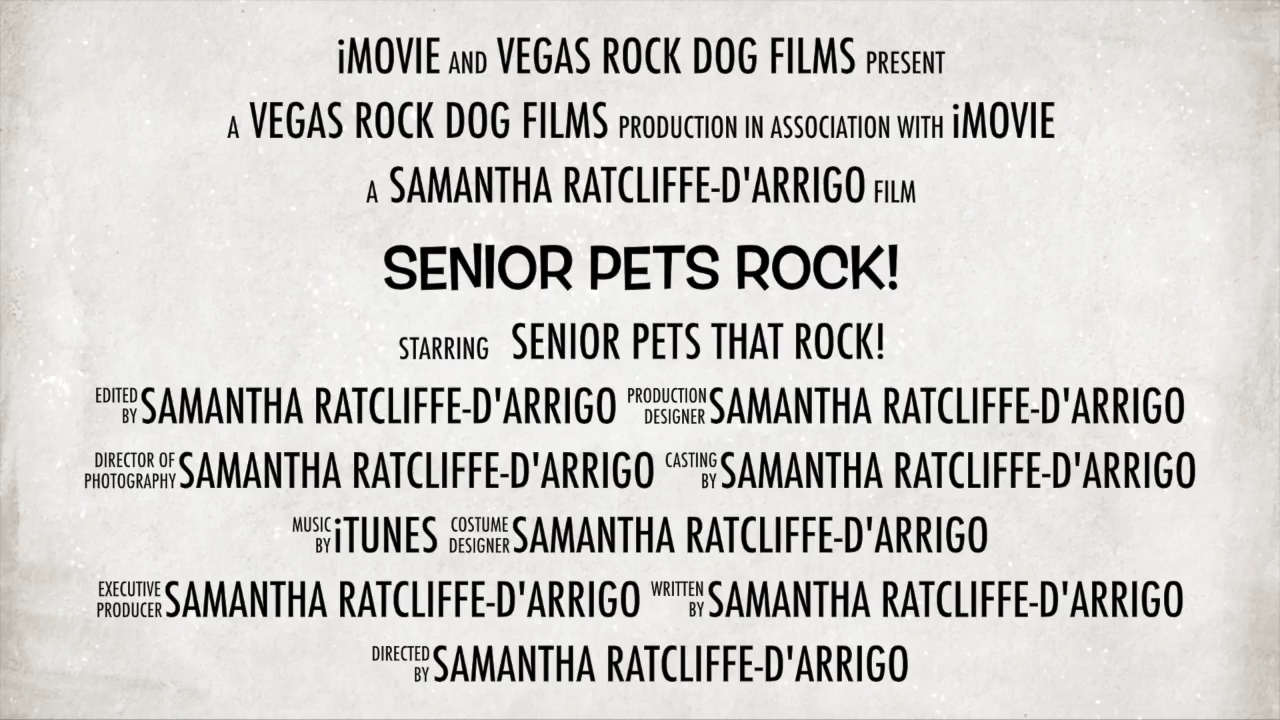 iMOVIE AND VEGAS ROCK DOG FILMS PRESENT
A VEGAS ROCK DOG FILMS PRODUCTION IN ASSOCIATION WITH iMOVIE
A SAMANTHA RATCLIFFE-D'ARRIGO FILM
SENIOR PETS ROCK!
STARRING SENIOR PETS THAT ROCK!
EDITED BY SAMANTHA RATCLIFFE-D'ARRIGO PRODUCTION DESIGNER SAMANTHA RATCLIFFE-D'ARRIGO
DIRECTOR OF PHOTOGRAPHY SAMANTHA RATCLIFFE-D'ARRIGO CASTING BY SAMANTHA RATCLIFFE-D'ARRIGO
MUSIC BY iTUNES COSTUME DESIGNER SAMANTHA RATCLIFFE-D'ARRIGO
EXECUTIVE PRODUCER SAMANTHA RATCLIFFE-D'ARRIGO WRITTEN BY SAMANTHA RATCLIFFE-D'ARRIGO
DIRECTED BY SAMANTHA RATCLIFFE-D'ARRIGO